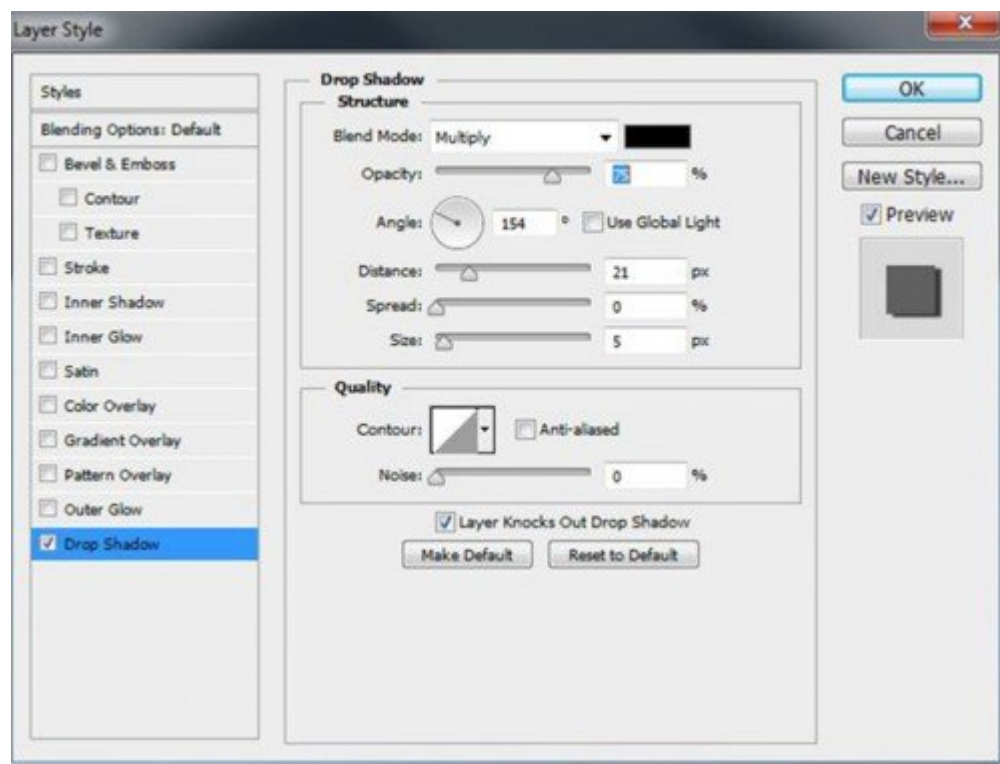 Layer Style
Styles
Blending Options: Default
Bevel & Emboss
Contour
Texture
Stroke
Inner Shadow
Inner Glow
Satin
Color Overlay
Gradient Overlay
Pattern Overlay
Outer Glow
Drop Shadow
Drop Shadow
Structure
Blend Mode: Multiply
Opacity: 75 %
Angle: 154 ° Use Global Light
Distance: 21 px
Spread: 0 %
Size: 5 px
Quality
Contour: Anti-aliased
Noise: 0 %
Layer Knocks Out Drop Shadow
Make Default Reset to Default
OK
Cancel
New Style...
Preview